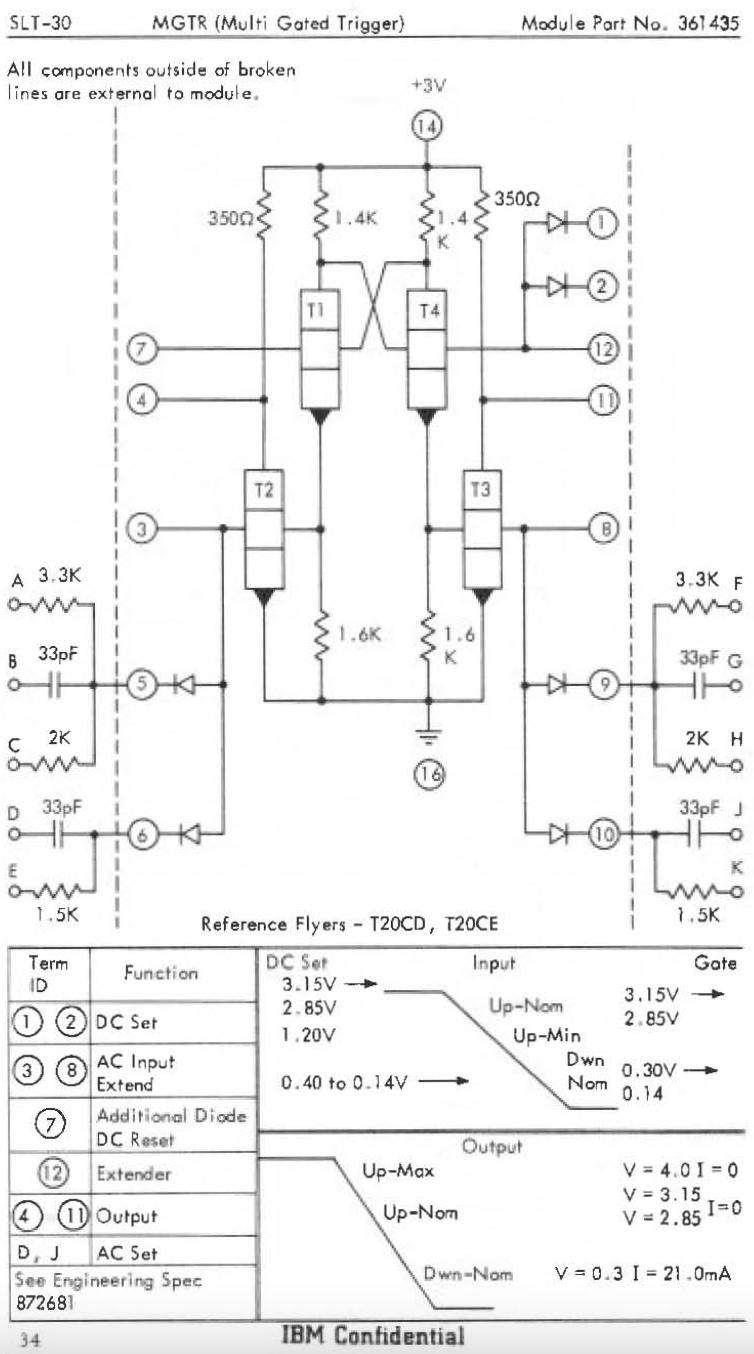 SLT-30 MGTR (Multi Gated Trigger) Module Part No. 361435
All components outside of broken
lines are external to module.
+3V
14
350Ω 1.4K 1.4 K 350Ω
1
2
T1 T4
7 12
4 11
T2 T3
3 8
A 3.3K 3.3K F
1.6K 1.6 K
B 33pF 33pF G
5 9
C 2K 2K H
16
D 33pF 33pF J
6 10
E K
1.5K 1.5K
Reference Flyers - T20CD, T20CE
Term ID Function
1 2 DC Set
3 8 AC Input Extend
7 Additional Diode DC Reset
12 Extender
4 11 Output
D, J AC Set
See Engineering Spec
872681
DC Set Input Gate
3.15V Up-Nom 3.15V
2.85V 2.85V
1.20V Up-Min
0.40 to 0.14V Dwn Nom 0.30V
0.14
Output
Up-Max V = 4.0 I = 0
Up-Nom V = 3.15
V = 2.85 I=0
Dwn-Nom V = 0.3 I = 21.0mA
34 IBM Confidential